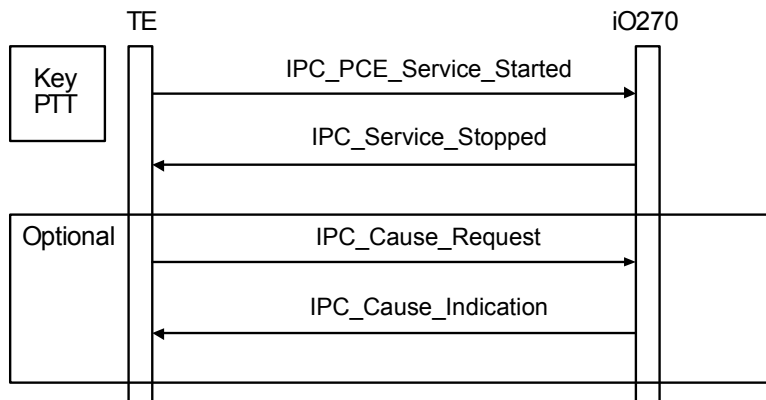 TE
iO270
Key
PTT
IPC_PCE_Service_Started
IPC_Service_Stopped
Optional
IPC_Cause_Request
IPC_Cause_Indication